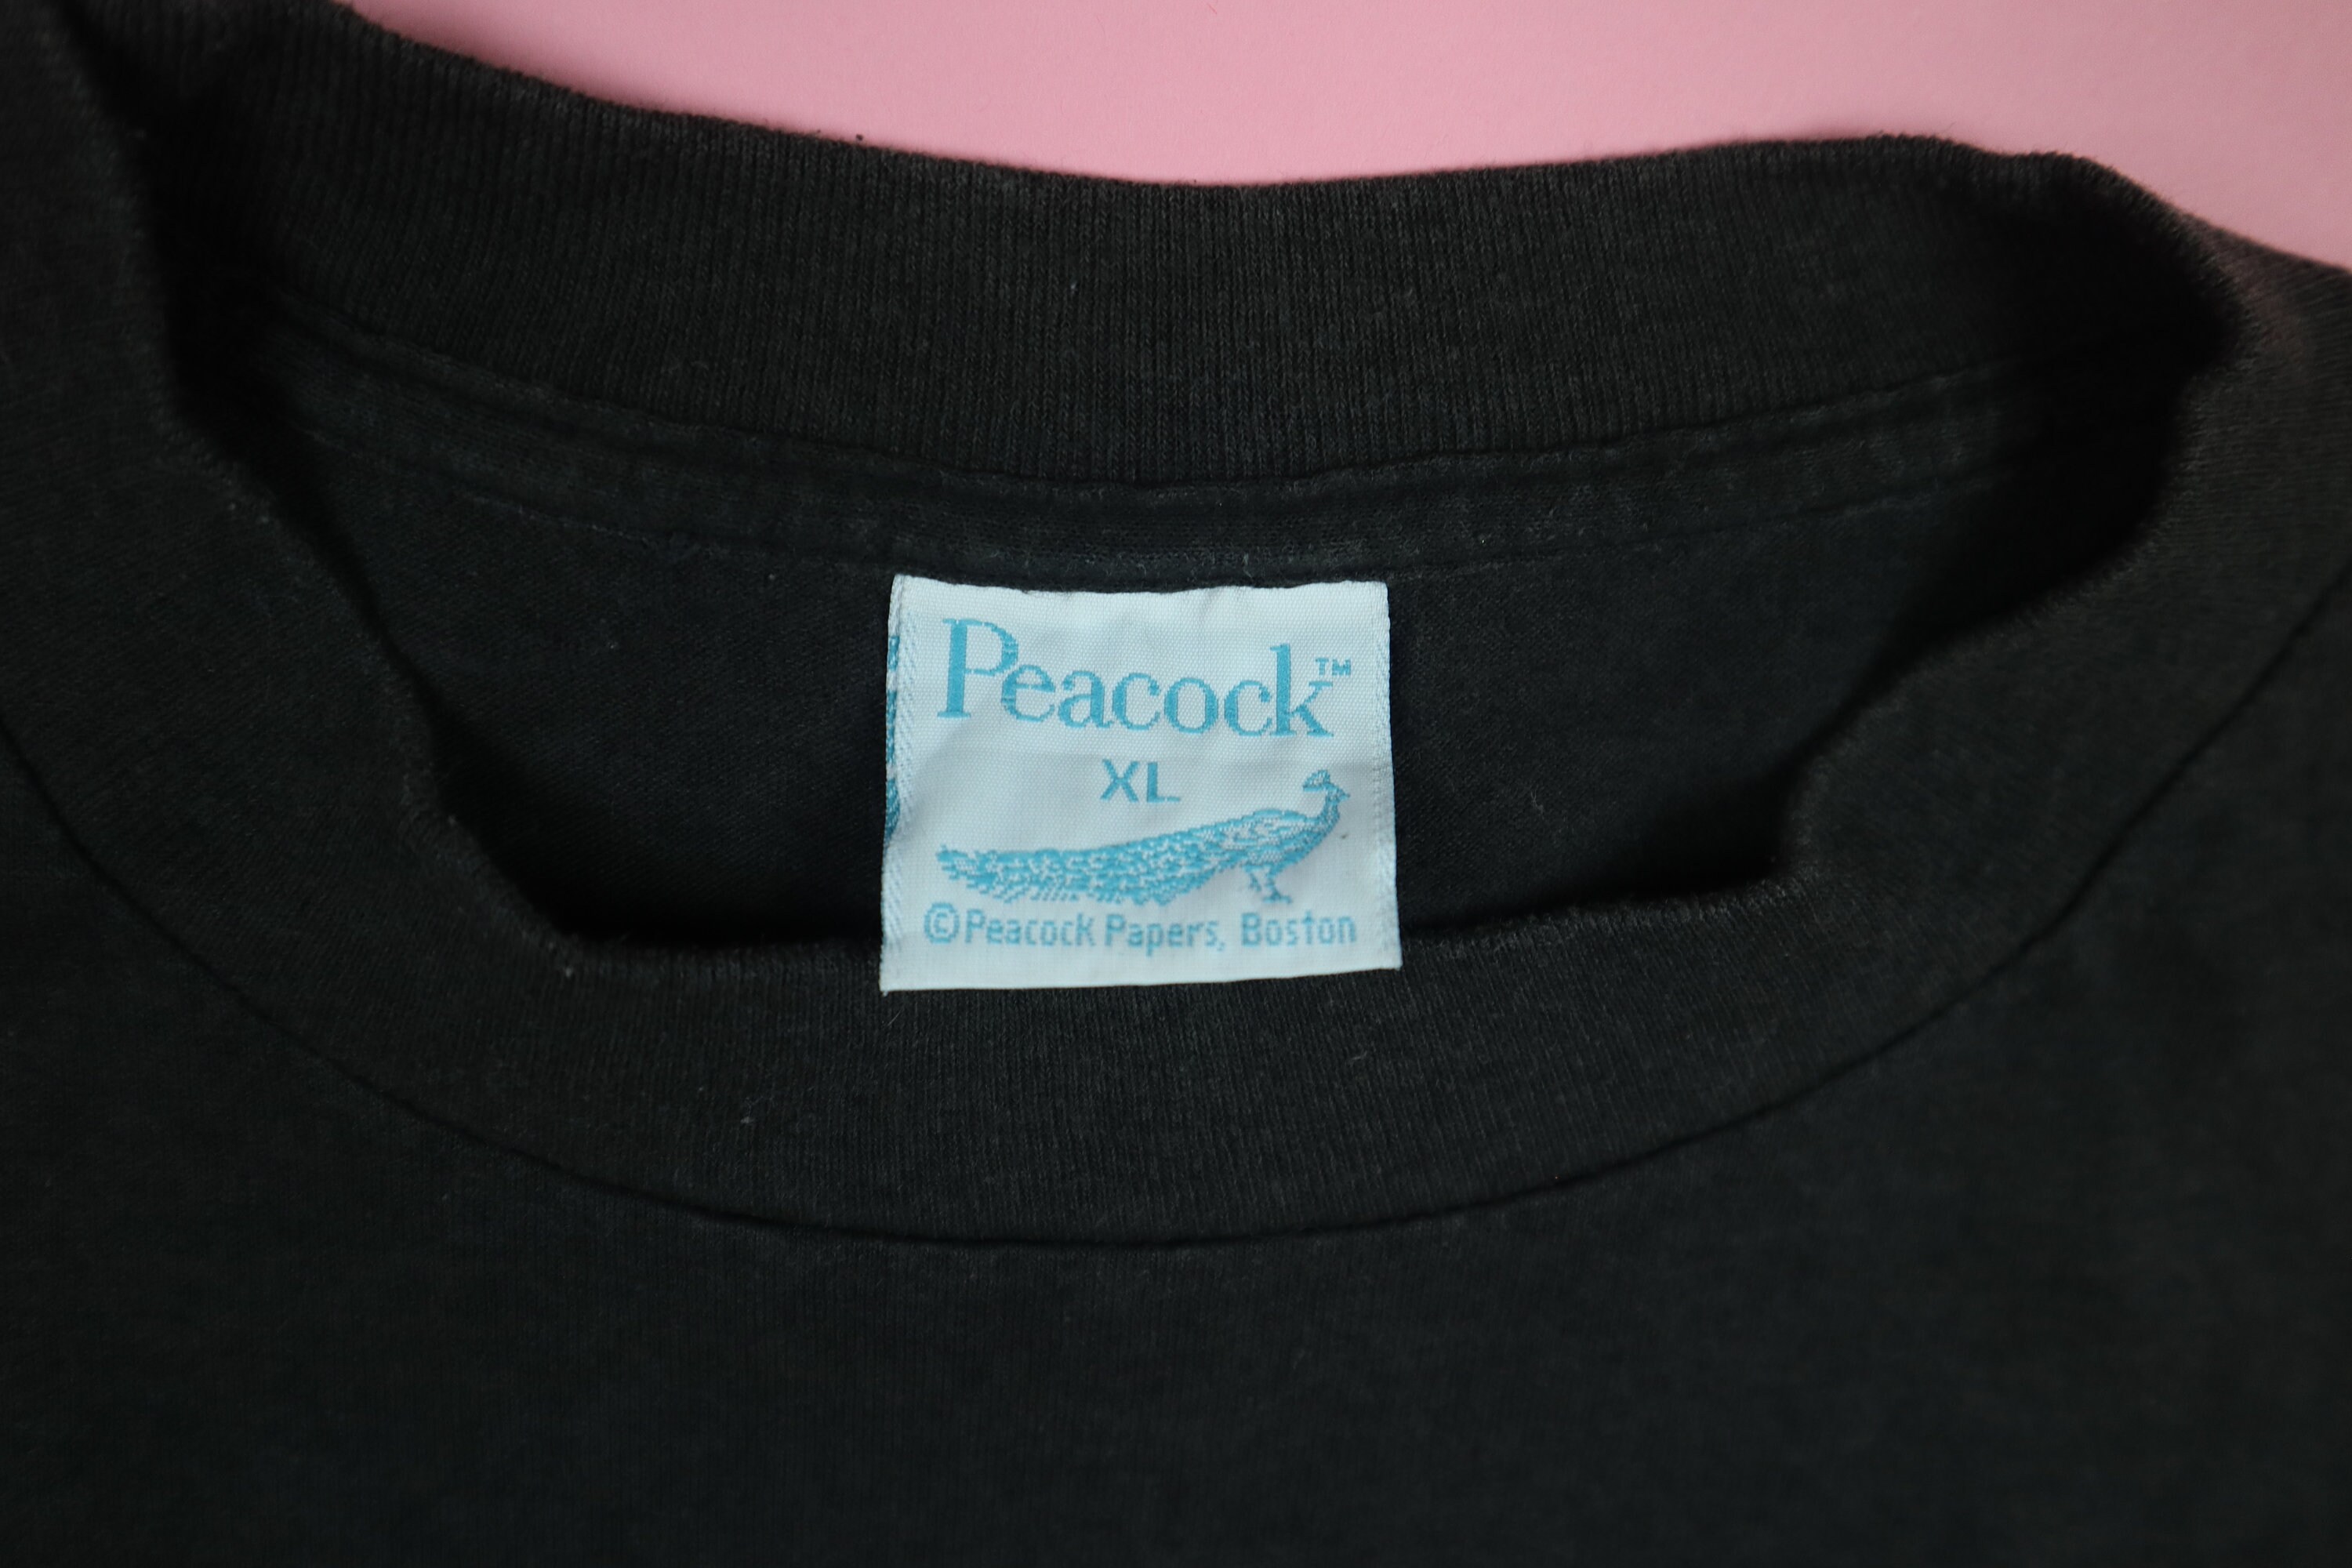 Peacock™
XL
©Peacock Papers, Boston